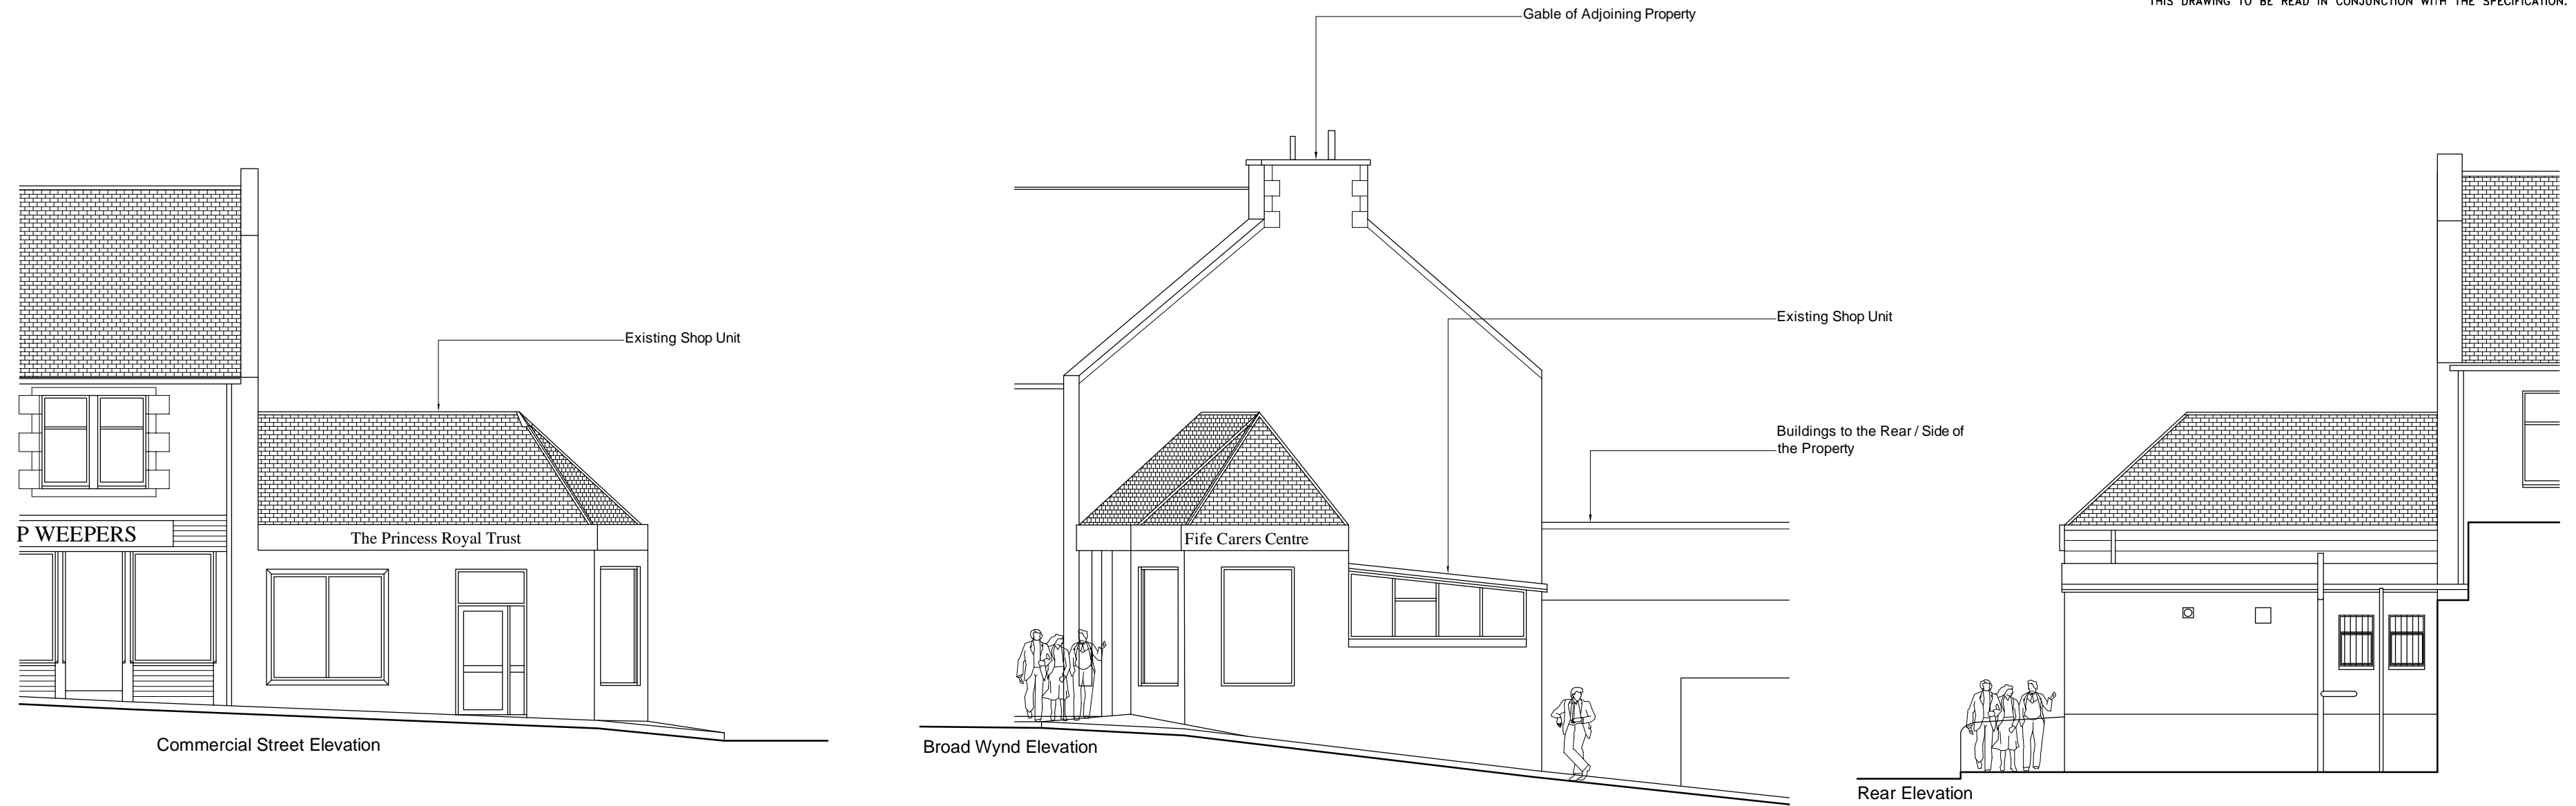 THIS DRAWING TO BE READ IN CONJUNCTION WITH THE SPECIFICATION.
Gable of Adjoining Property
Existing Shop Unit
P WEEPERS
The Princess Royal Trust
Commercial Street Elevation
Existing Shop Unit
Buildings to the Rear / Side of
the Property
Fife Carers Centre
Broad Wynd Elevation
Rear Elevation